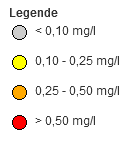 Legende
< 0,10 mg/l
0,10 - 0,25 mg/l
0,25 - 0,50 mg/l
> 0,50 mg/l